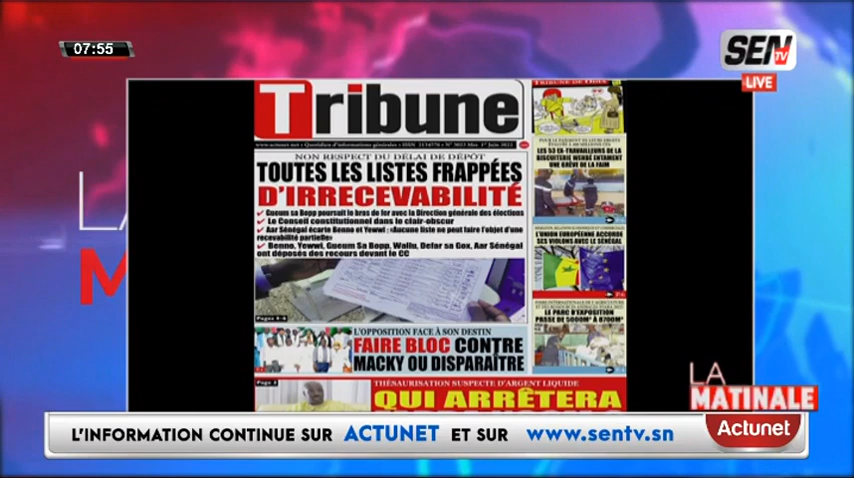 07:55
SEN
TV
LIVE
Tribune
TRIBUNE DE
NON RESPECT DU DÉLAI DE DÉPÔT
TOUTES LES LISTES FRAPPÉES
D'IRRECEVABILITÉ
Gueum sa Bopp poursuit le bras de fer avec la Direction générale des élections
Le Conseil constitutionnel dans le clair-obscur
Aar Sénégal écarte Benno et Yewwi : «Aucune liste ne peut faire l'objet d'une
recevabilité partielle»
Benno, Yewwi, Gueum Sa Bopp, Wallu, Defar sa Gox, Aar Sénégal
ont déposés des recours devant le CC
LES 53 EX-TRAVAILLEURS DE LA
BISCUITERIE WEHBE ENTAMENT
UNE GRÈVE DE LA FAIM
L'UNION EUROPÉENNE ACCORDE
SES VIOLONS AVEC LE SÉNÉGAL
LE PARC D'EXPOSITION
PASSE DE 5000M² À 8700M²
L'OPPOSITION FACE À SON DESTIN
FAIRE BLOC CONTRE
MACKY OU DISPARAÎTRE
Page 3
THÉSAURISATION SUSPECTE D'ARGENT LIQUIDE
QUI ARRÊTERA
LA
MATINALE
Actunet
L'INFORMATION CONTINUE SUR ACTUNET ET SUR www.sentv.sn